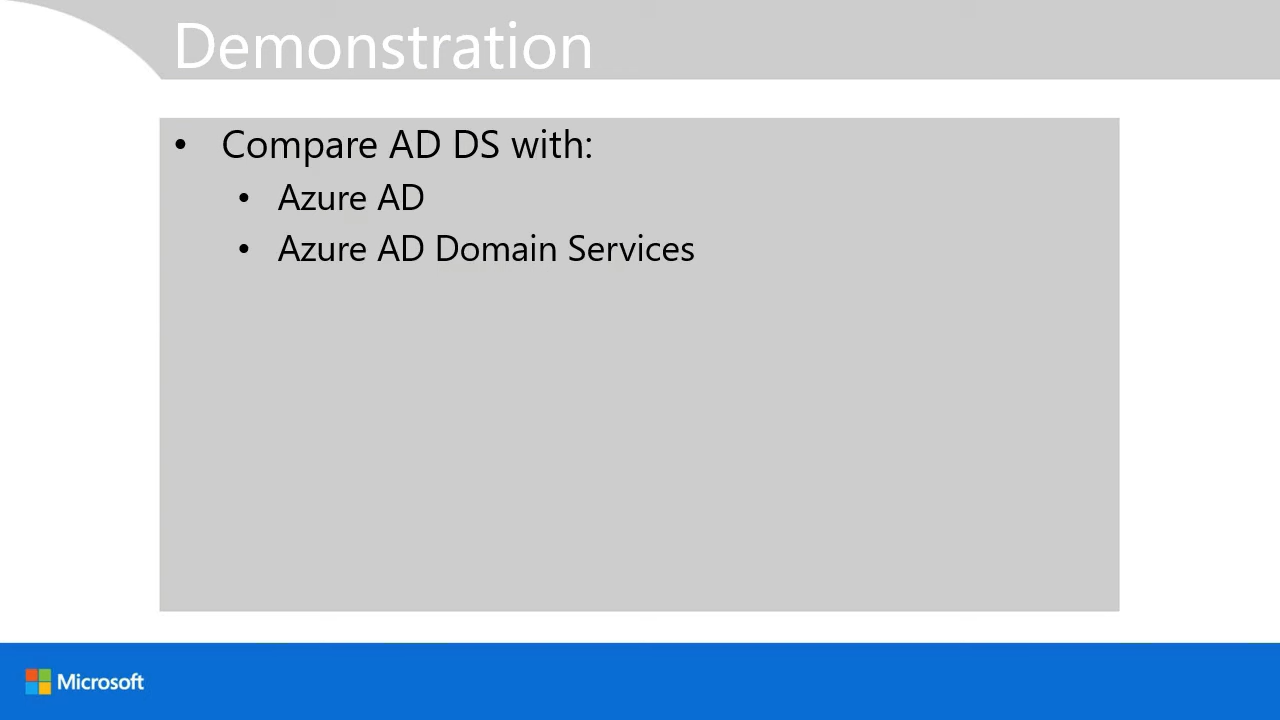 Demonstration
• Compare AD DS with:
• Azure AD
• Azure AD Domain Services
Microsoft